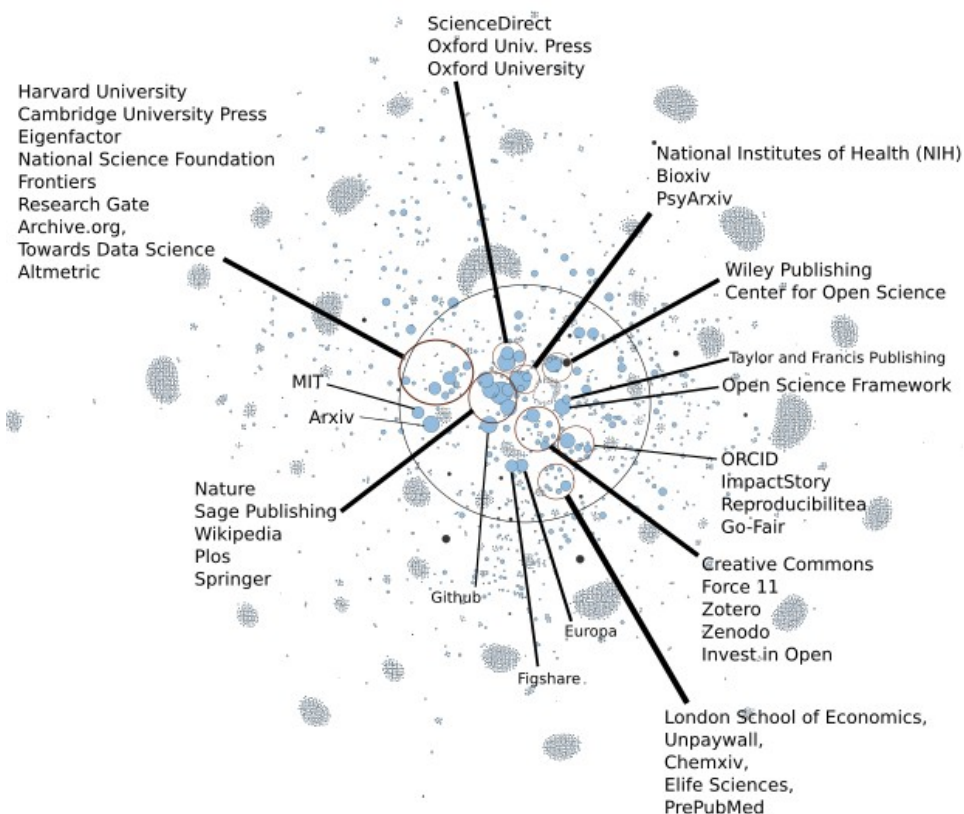 ScienceDirect
Oxford Univ. Press
Oxford University
Harvard University
Cambridge University Press
Eigenfactor
National Science Foundation
Frontiers
Research Gate
Archive.org,
Towards Data Science
Altmetric
National Institutes of Health (NIH)
Bioxiv
PsyArxiv
Wiley Publishing
Center for Open Science
Taylor and Francis Publishing
Open Science Framework
MIT
Arxiv
ORCID
ImpactStory
Reproducibilitea
Go-Fair
Nature
Sage Publishing
Wikipedia
Plos
Springer
Creative Commons
Force 11
Zotero
Zenodo
Invest in Open
Github
Europa
Figshare
London School of Economics,
Unpaywall,
Chemxiv,
Elife Sciences,
PrePubMed